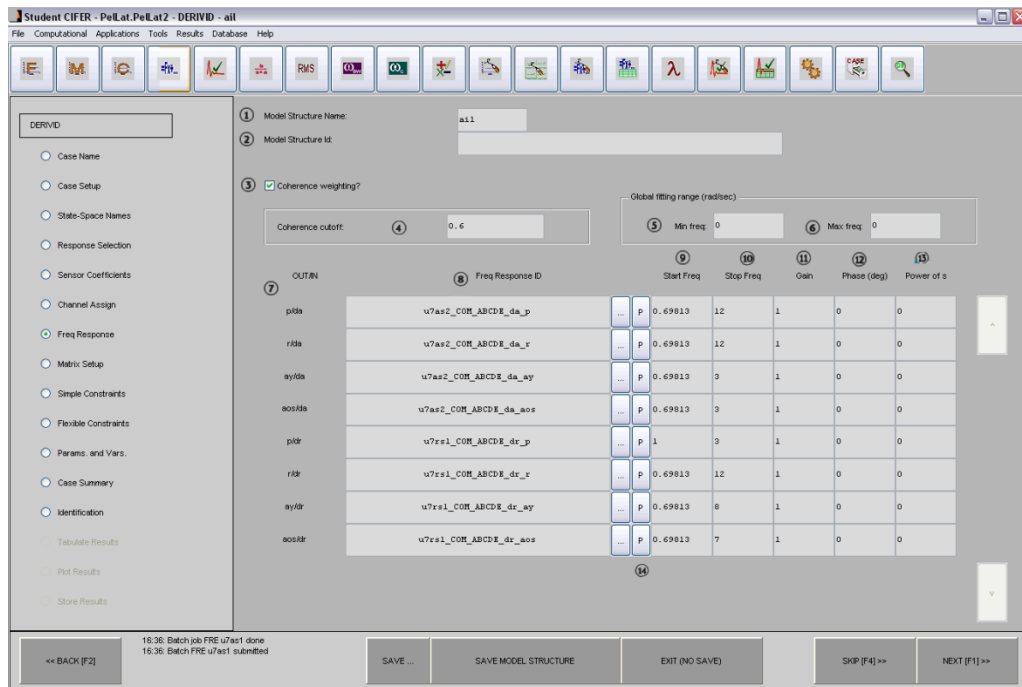 Student CIFER - PelLat.PelLat2 - DERIVID - ail
File Computational Applications Tools Results Database Help
RMS
CASE
λ
DERIVID
Case Name
Case Setup
State-Space Names
Response Selection
Sensor Coefficients
Channel Assign
Freq Response
Matrix Setup
Simple Constraints
Flexible Constraints
Params. and Vars.
Case Summary
Identification
Tabulate Results
Plot Results
Store Results
① Model Structure Name: ail
② Model Structure Id:
③ Coherence weighting?
Coherence cutoff: ④ 0.6
Global fitting range (rad/sec)
⑤ Min freq: 0 ⑥ Max freq: 0
⑨ ⑩ ⑪ ⑫ ⑬
⑦ OUT/IN ⑧ Freq Response ID Start Freq Stop Freq Gain Phase (deg) Power of s
p/da u7as2_COM_ABCDE_da_p ... P 0.69813 12 1 0 0
r/da u7as2_COM_ABCDE_da_r ... P 0.69813 12 1 0 0
ay/da u7as2_COM_ABCDE_da_ay ... P 0.69813 3 1 0 0
aos/da u7as2_COM_ABCDE_da_aos ... P 0.69813 3 1 0 0
p/dr u7rs1_COM_ABCDE_dr_p ... P 1 3 1 0 0
r/dr u7rs1_COM_ABCDE_dr_r ... P 0.69813 12 1 0 0
ay/dr u7rs1_COM_ABCDE_dr_ay ... P 0.69813 8 1 0 0
aos/dr u7rs1_COM_ABCDE_dr_aos ... P 0.69813 7 1 0 0
⑭
16:36: Batch job FRE u7as1 done
16:36: Batch FRE u7as1 submitted
<< BACK [F2] SAVE ... SAVE MODEL STRUCTURE EXIT (NO SAVE) SKIP [F4] >> NEXT [F1] >>